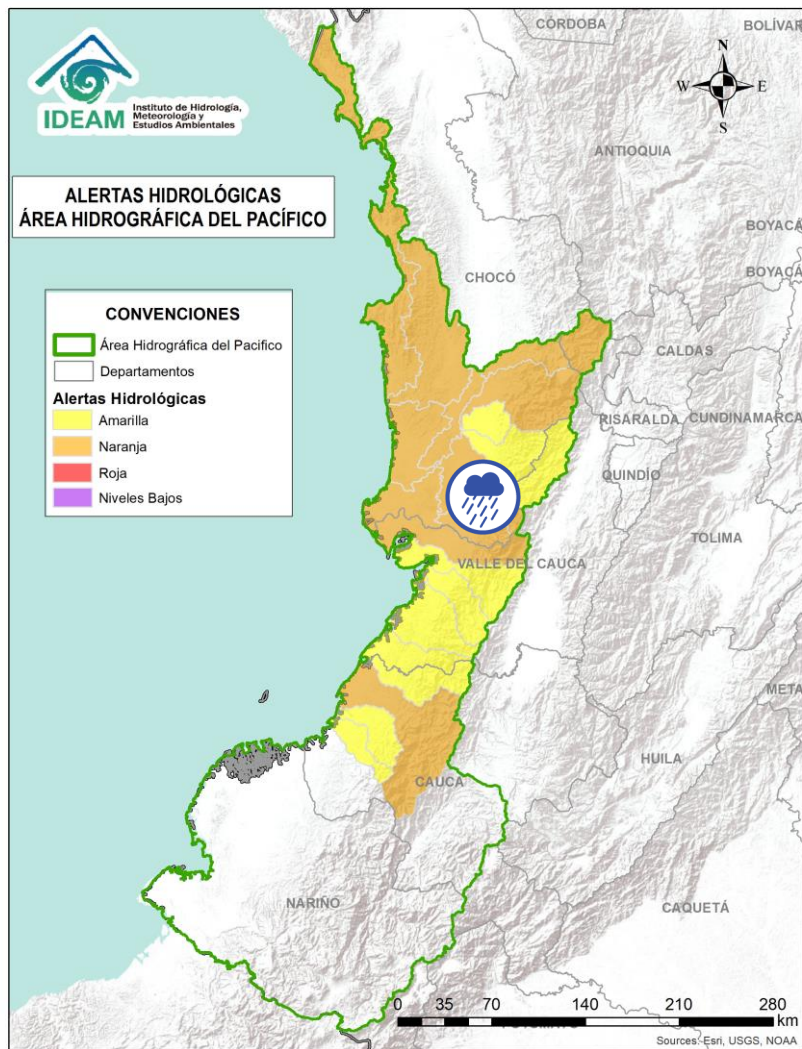 CÓRDOBA
BOLÍVAR
IDEAM
Instituto de Hidrología,
Meteorología y
Estudios Ambientales
N
W
E
S
ANTIOQUIA
ALERTAS HIDROLÓGICAS
ÁREA HIDROGRÁFICA DEL PACÍFICO
BOYACÁ
BOYACÁ
CHOCÓ
CONVENCIONES
Área Hidrográfica del Pacifico
Departamentos
Alertas Hidrológicas
Amarilla
Naranja
Roja
Niveles Bajos
CALDAS
RISARALDA
CUNDINAMARCA
QUINDÍO
TOLIMA
VALLE DEL CAUCA
META
HUILA
CAUCA
NARIÑO
CAQUETÁ
0 35 70 140 210 280
km
Sources: Esri, USGS, NOAA